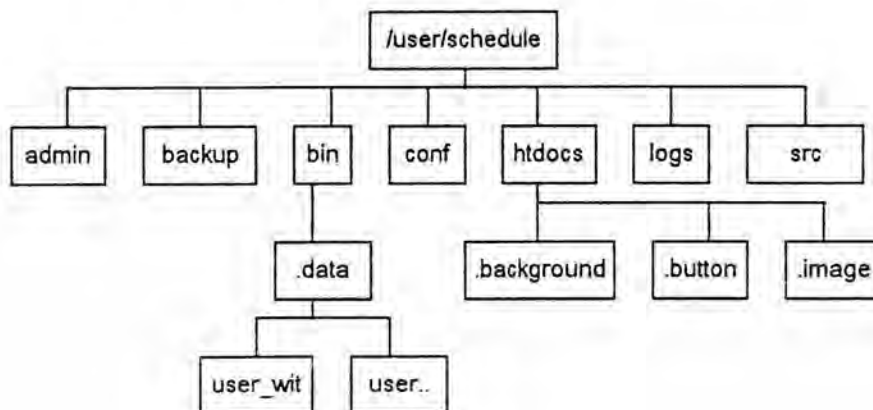 /user/schedule
admin
backup
bin
conf
htdocs
logs
src
.data
.background
.button
.image
user_wit
user..